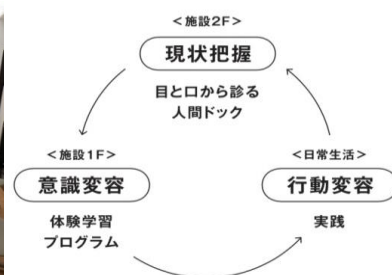 <施設2F>
現状把握
目と口から診る
人間ドック
<施設1F>
意識変容
体験学習
プログラム
<日常生活>
行動変容
実践